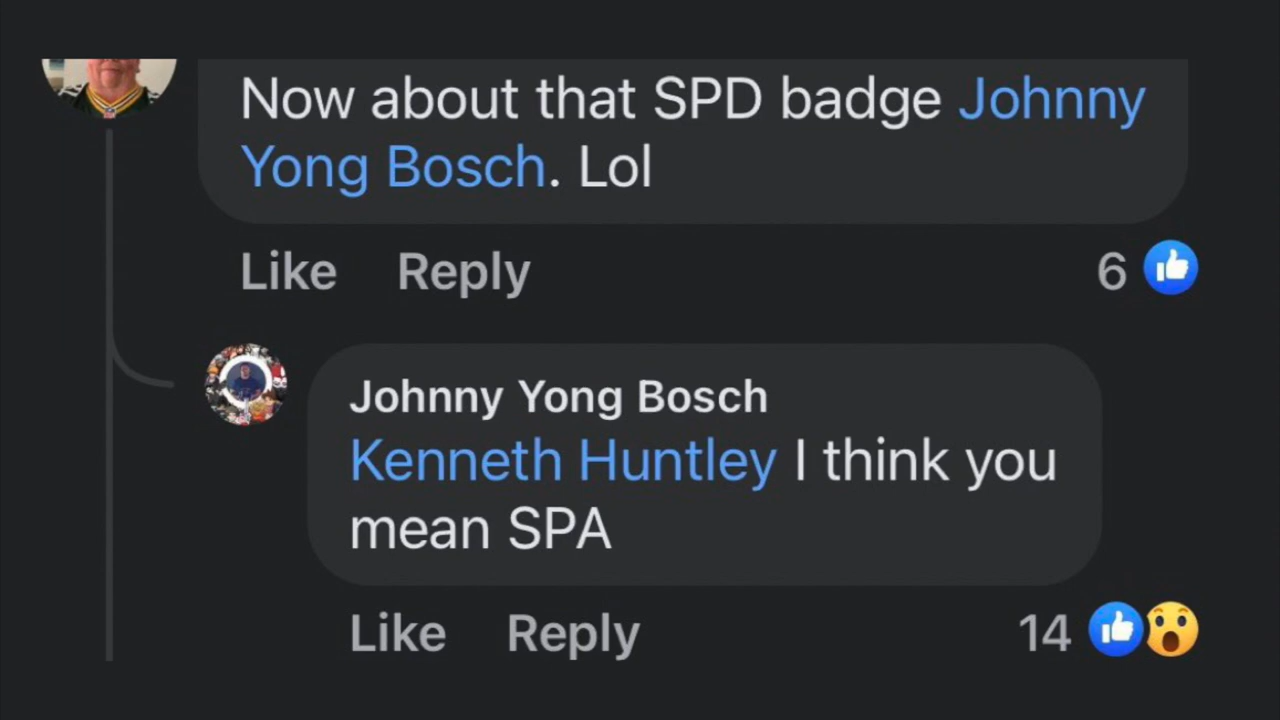 Now about that SPD badge Johnny
Yong Bosch. Lol
Like Reply 6
Johnny Yong Bosch
Kenneth Huntley I think you
mean SPA
Like Reply 14